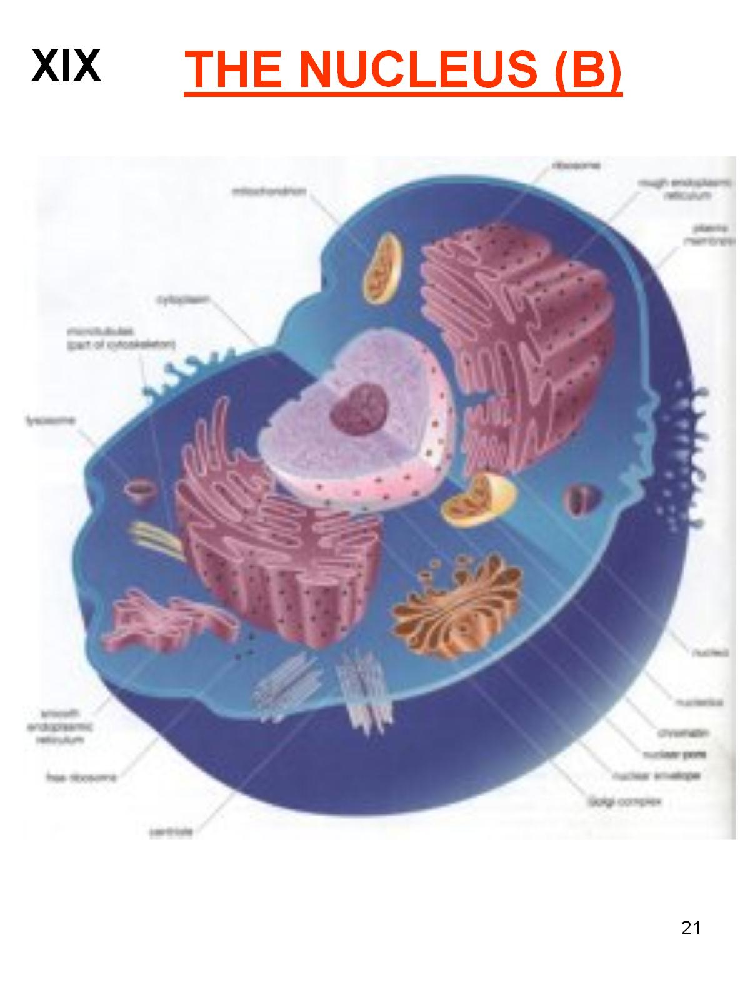 XIX
THE NUCLEUS (B)
ribosome
mitochondrion
rough endoplasmic
reticulum
plasma
membrane
cytoplasm
microtubules
(part of cytoskeleton)
lysosome
nucleus
nucleolus
smooth
endoplasmic
reticulum
chromatin
nuclear pore
free ribosome
nuclear envelope
Golgi complex
centriole
21